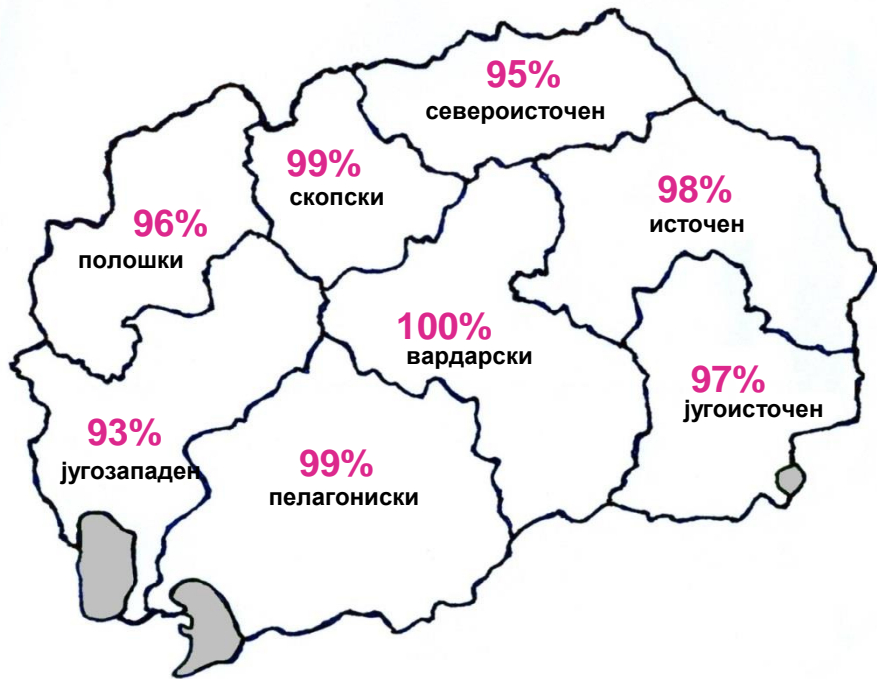 95%
североисточен
99%
скопски
98%
источен
96%
полошки
100%
вардарски
97%
југоисточен
93%
југозападен
99%
пелагониски